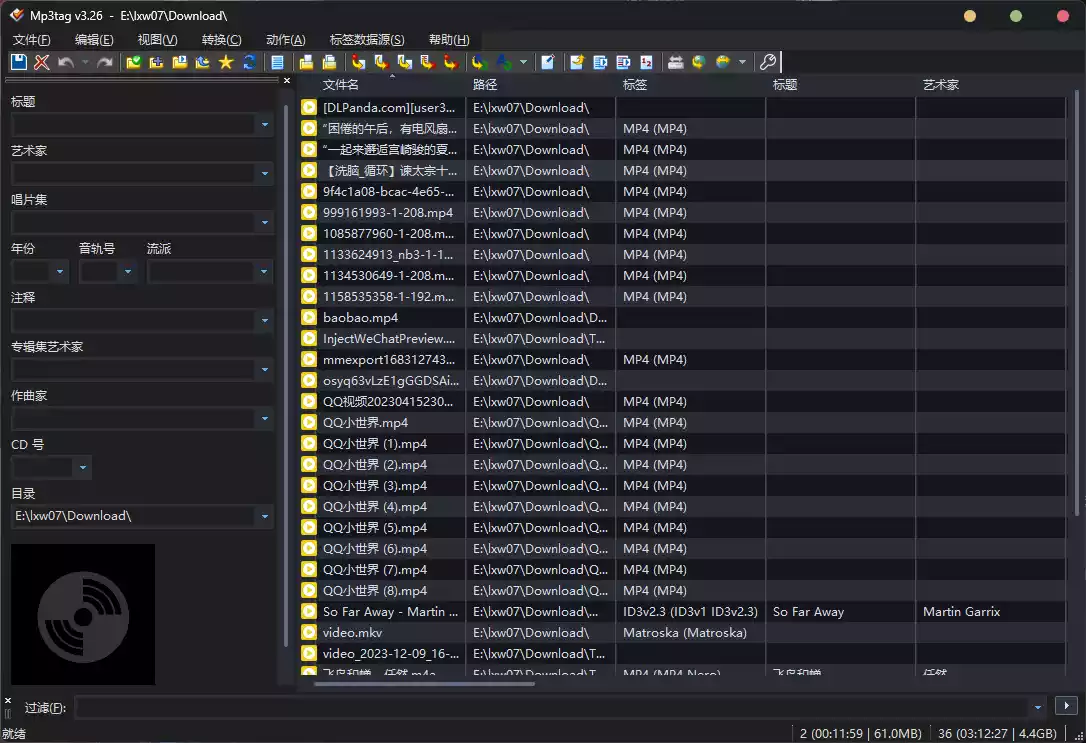 Mp3tag v3.26 - E:\lxw07\Download\
文件(F) 编辑(E) 视图(V) 转换(C) 动作(A) 标签数据源(S) 帮助(H)
标题
艺术家
唱片集
年份 音轨号 流派
注释
专辑集艺术家
作曲家
CD 号
目录
E:\lxw07\Download\
文件名 路径 标签 标题 艺术家
[DLPanda.com][user3... E:\lxw07\Download\
“困倦的午后，有电风扇... E:\lxw07\Download\ MP4 (MP4)
“一起来邂逅宫崎骏的夏... E:\lxw07\Download\ MP4 (MP4)
【洗脑_循环】谏太宗十... E:\lxw07\Download\ MP4 (MP4)
9f4c1a08-bcac-4e65-... E:\lxw07\Download\ MP4 (MP4)
999161993-1-208.mp4 E:\lxw07\Download\ MP4 (MP4)
1085877960-1-208.m... E:\lxw07\Download\ MP4 (MP4)
1133624913_nb3-1-1... E:\lxw07\Download\ MP4 (MP4)
1134530649-1-208.m... E:\lxw07\Download\ MP4 (MP4)
1158535358-1-192.m... E:\lxw07\Download\ MP4 (MP4)
baobao.mp4 E:\lxw07\Download\D...
InjectWeChatPreview.... E:\lxw07\Download\T...
mmexport168312743... E:\lxw07\Download\ MP4 (MP4)
osyq63vLzE1gGGDSAi... E:\lxw07\Download\D...
QQ视频20230415230... E:\lxw07\Download\ MP4 (MP4)
QQ小世界.mp4 E:\lxw07\Download\Q... MP4 (MP4)
QQ小世界 (1).mp4 E:\lxw07\Download\Q... MP4 (MP4)
QQ小世界 (2).mp4 E:\lxw07\Download\Q... MP4 (MP4)
QQ小世界 (3).mp4 E:\lxw07\Download\Q... MP4 (MP4)
QQ小世界 (4).mp4 E:\lxw07\Download\Q... MP4 (MP4)
QQ小世界 (5).mp4 E:\lxw07\Download\Q... MP4 (MP4)
QQ小世界 (6).mp4 E:\lxw07\Download\Q... MP4 (MP4)
QQ小世界 (7).mp4 E:\lxw07\Download\Q... MP4 (MP4)
QQ小世界 (8).mp4 E:\lxw07\Download\Q... MP4 (MP4)
So Far Away - Martin ... E:\lxw07\Download\... ID3v2.3 (ID3v1 ID3v2.3) So Far Away Martin Garrix
video.mkv E:\lxw07\Download\ Matroska (Matroska)
video_2023-12-09_16-... E:\lxw07\Download\T...
飞鸟和蝉 - 任然.m4a E:\lxw07\Download\T... MP4 (MP4 Nero) 飞鸟和蝉 任然
过滤(F):
就绪 2 (00:11:59 | 61.0MB) 36 (03:12:27 | 4.4GB)